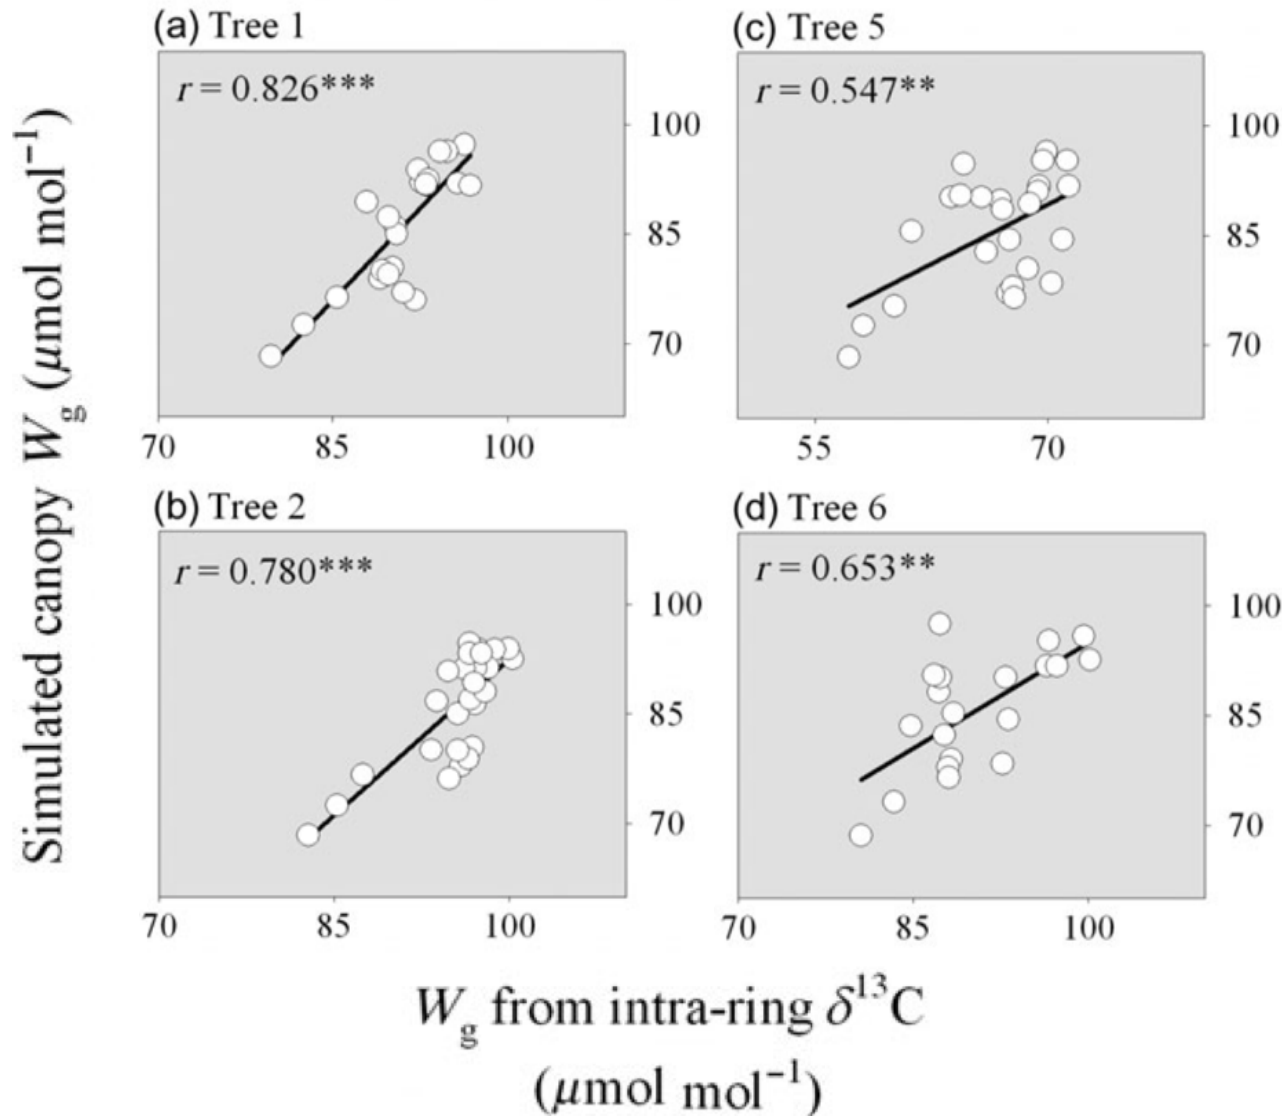 (a) Tree 1
r = 0.826***
100
85
70
70 85 100
(c) Tree 5
r = 0.547**
100
85
70
55 70
(b) Tree 2
r = 0.780***
100
85
70
70 85 100
(d) Tree 6
r = 0.653**
100
85
70
70 85 100
Simulated canopy Wg (μmol mol⁻¹)
Wg from intra-ring δ¹³C
(μmol mol⁻¹)